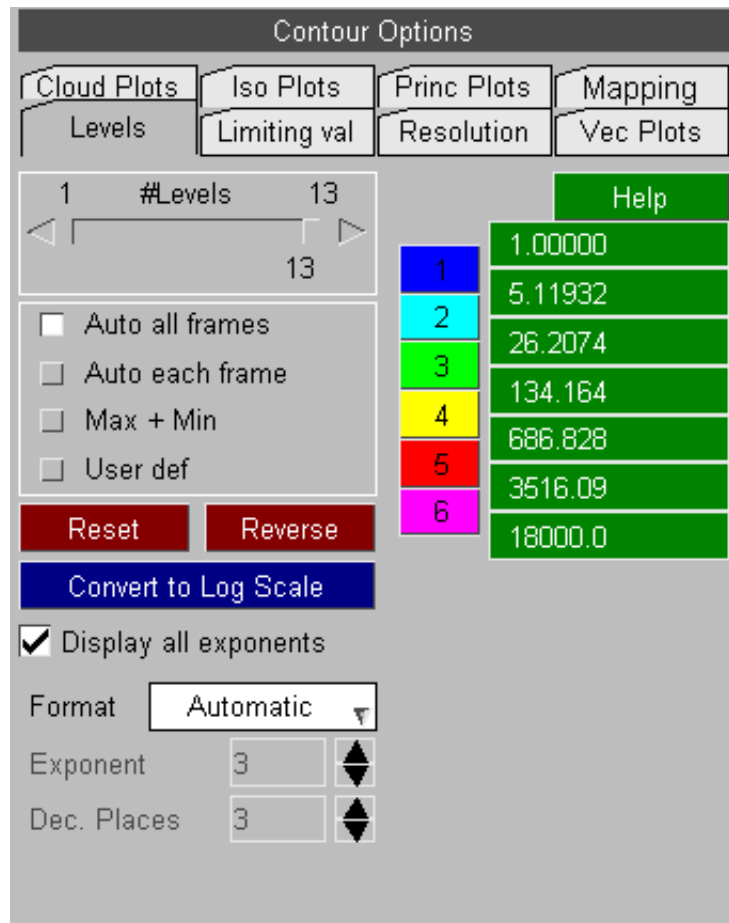 Contour Options
Cloud Plots Iso Plots Princ Plots Mapping
Levels Limiting val Resolution Vec Plots
1 #Levels 13
13
Auto all frames
Auto each frame
Max + Min
User def
Reset Reverse
Convert to Log Scale
Display all exponents
Format Automatic
Exponent 3
Dec. Places 3
Help
1
2
3
4
5
6
1.00000
5.11932
26.2074
134.164
686.828
3516.09
18000.0